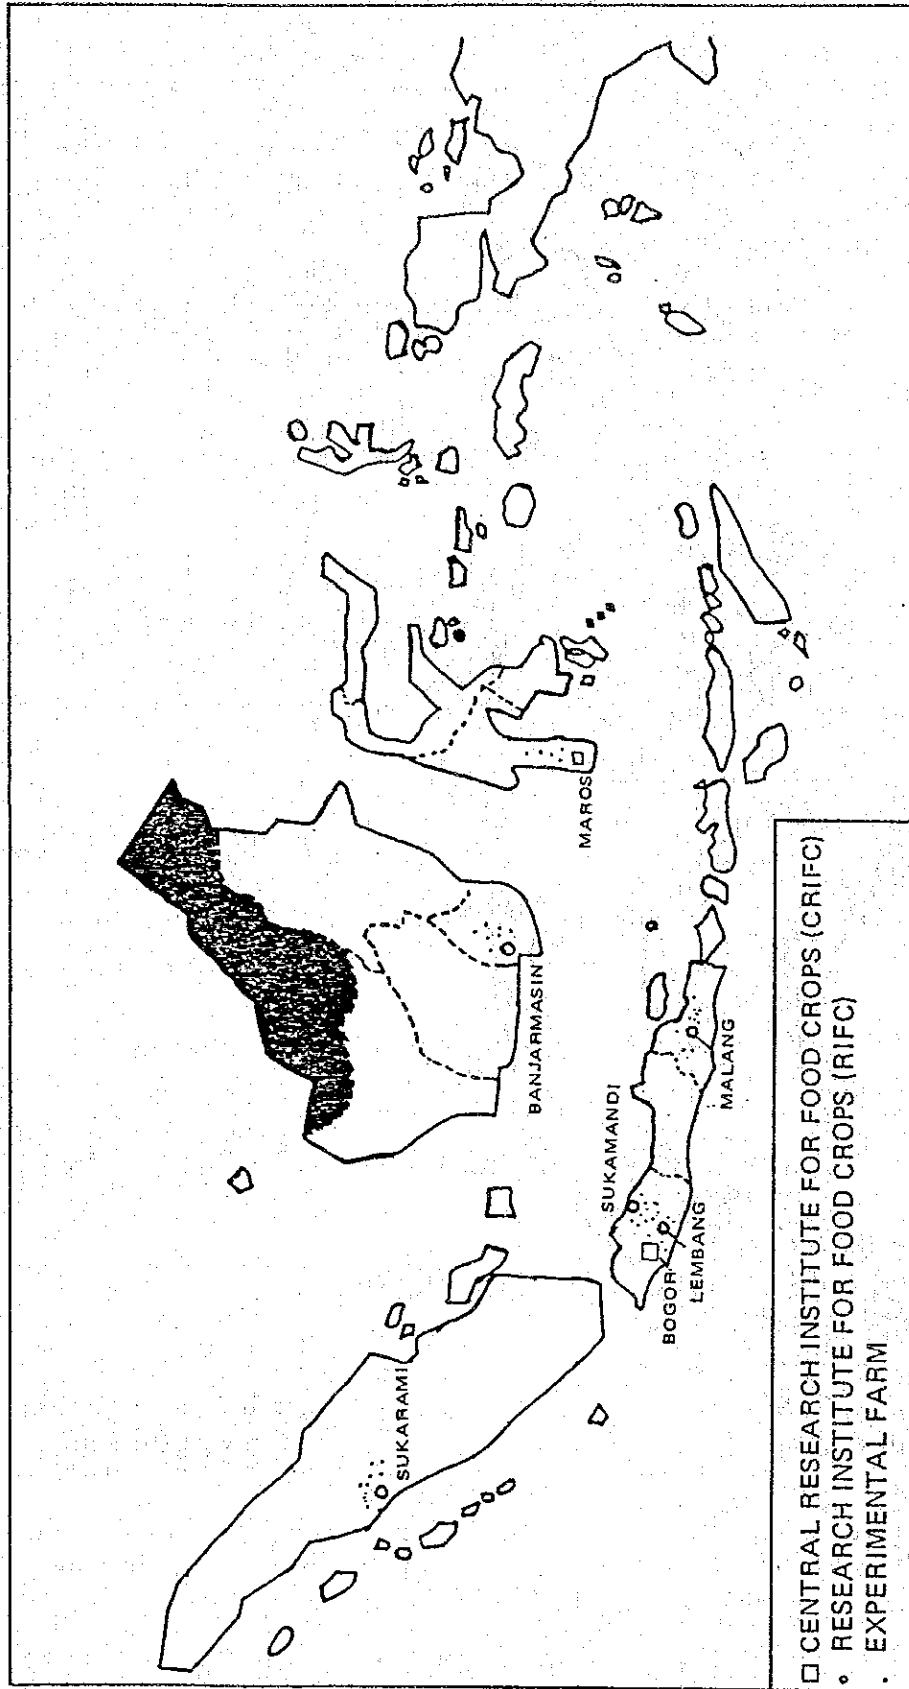 SUKARAMI
BANJARMASIN
MAROS
SUKAMANDI
BOGOR
LEMBANG
MALANG
□ CENTRAL RESEARCH INSTITUTE FOR FOOD CROPS (CRIFC)
∘ RESEARCH INSTITUTE FOR FOOD CROPS (RIFC)
. EXPERIMENTAL FARM